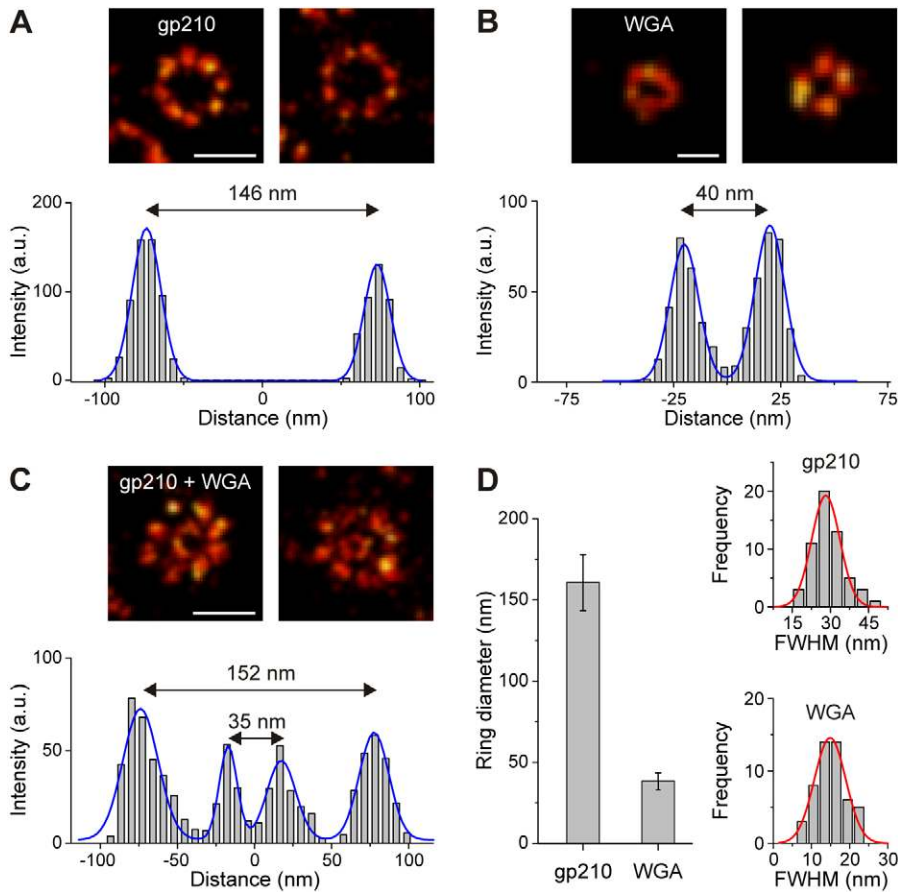 A
gp210
146 nm
200
100
0
Intensity (a.u.)
-100 0 100
Distance (nm)
B
WGA
40 nm
100
50
0
Intensity (a.u.)
-75 -25 25 75
Distance (nm)
C
gp210 + WGA
152 nm
35 nm
100
50
0
Intensity (a.u.)
-100 -50 0 50 100
Distance (nm)
D
200
150
100
50
0
Ring diameter (nm)
gp210 WGA
gp210
20
10
0
Frequency
15 30 45
FWHM (nm)
WGA
20
10
0
Frequency
0 10 20 30
FWHM (nm)